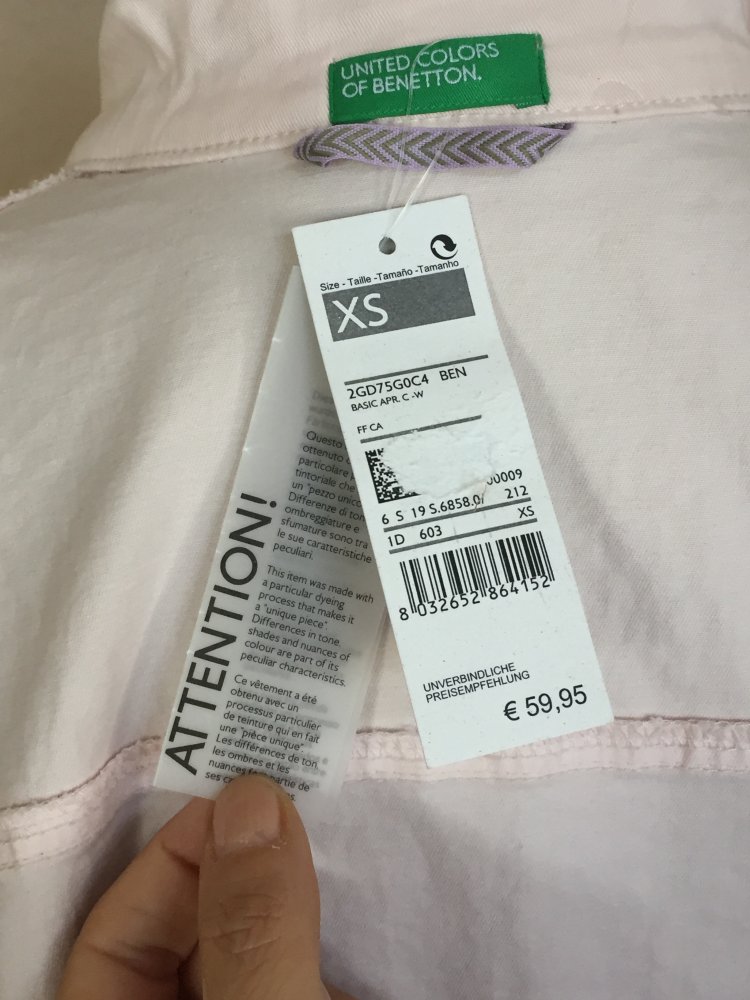 UNITED COLORS
OF BENETTON.
Size - Taille -Tamaño -Tamanho
XS
2GD75G0C4 BEN
BASIC APR. C -W
FF CA
00009
6 S 19 S.6858.0/ 212
1D 603 XS
8 032652 864152
UNVERBINDLICHE
PREISEMPFEHLUNG
€ 59,95
ATTENTION!
Questo
ottenuto
particolare
tintoriale che
un "pezzo unico
Differenze di ton
ombreggiature e
sfumature sono tra
le sue caratteristiche
peculiari.
This item was made with
a particular dyeing
process that makes it
a "unique piece".
Differences in tone,
shades and nuances of
colour are part of its
peculiar characteristics.
Ce vêtement a été
obtenu avec un
processus particulier
de teinture qui en fait
une "pièce unique".
Les différences de ton,
les ombres et les
nuances partie de
ses